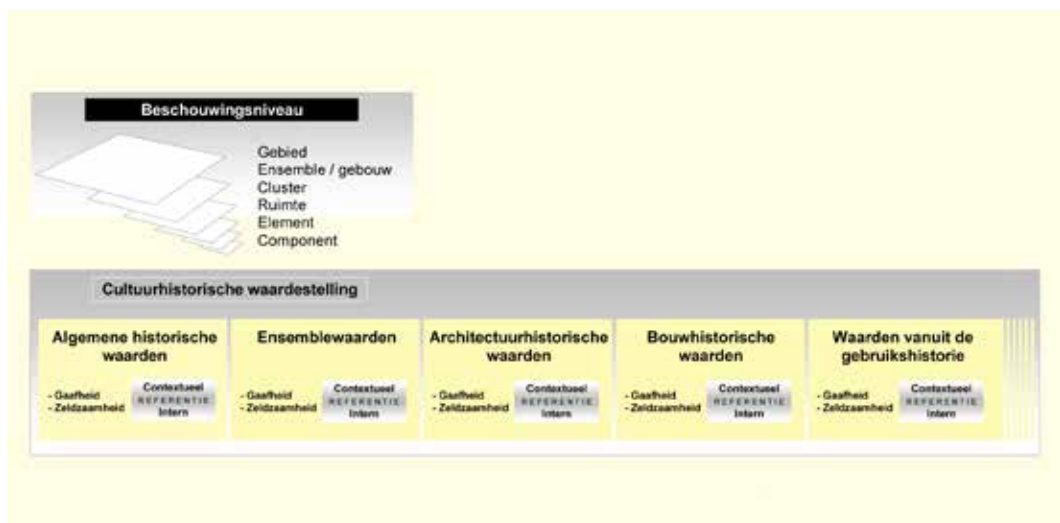 Beschouwingsniveau
Gebied
Ensemble / gebouw
Cluster
Ruimte
Element
Component
Cultuurhistorische waardestelling
Algemene historische
waarden
- Gaafheid
- Zeldzaamheid
Contextueel
REFERENTIE
Intern
Ensemblewaarden
- Gaafheid
- Zeldzaamheid
Contextueel
REFERENTIE
Intern
Architectuurhistorische
waarden
- Gaafheid
- Zeldzaamheid
Contextueel
REFERENTIE
Intern
Bouwhistorische
waarden
- Gaafheid
- Zeldzaamheid
Contextueel
REFERENTIE
Intern
Waarden vanuit de
gebruikshistorie
- Gaafheid
- Zeldzaamheid
Contextueel
REFERENTIE
Intern